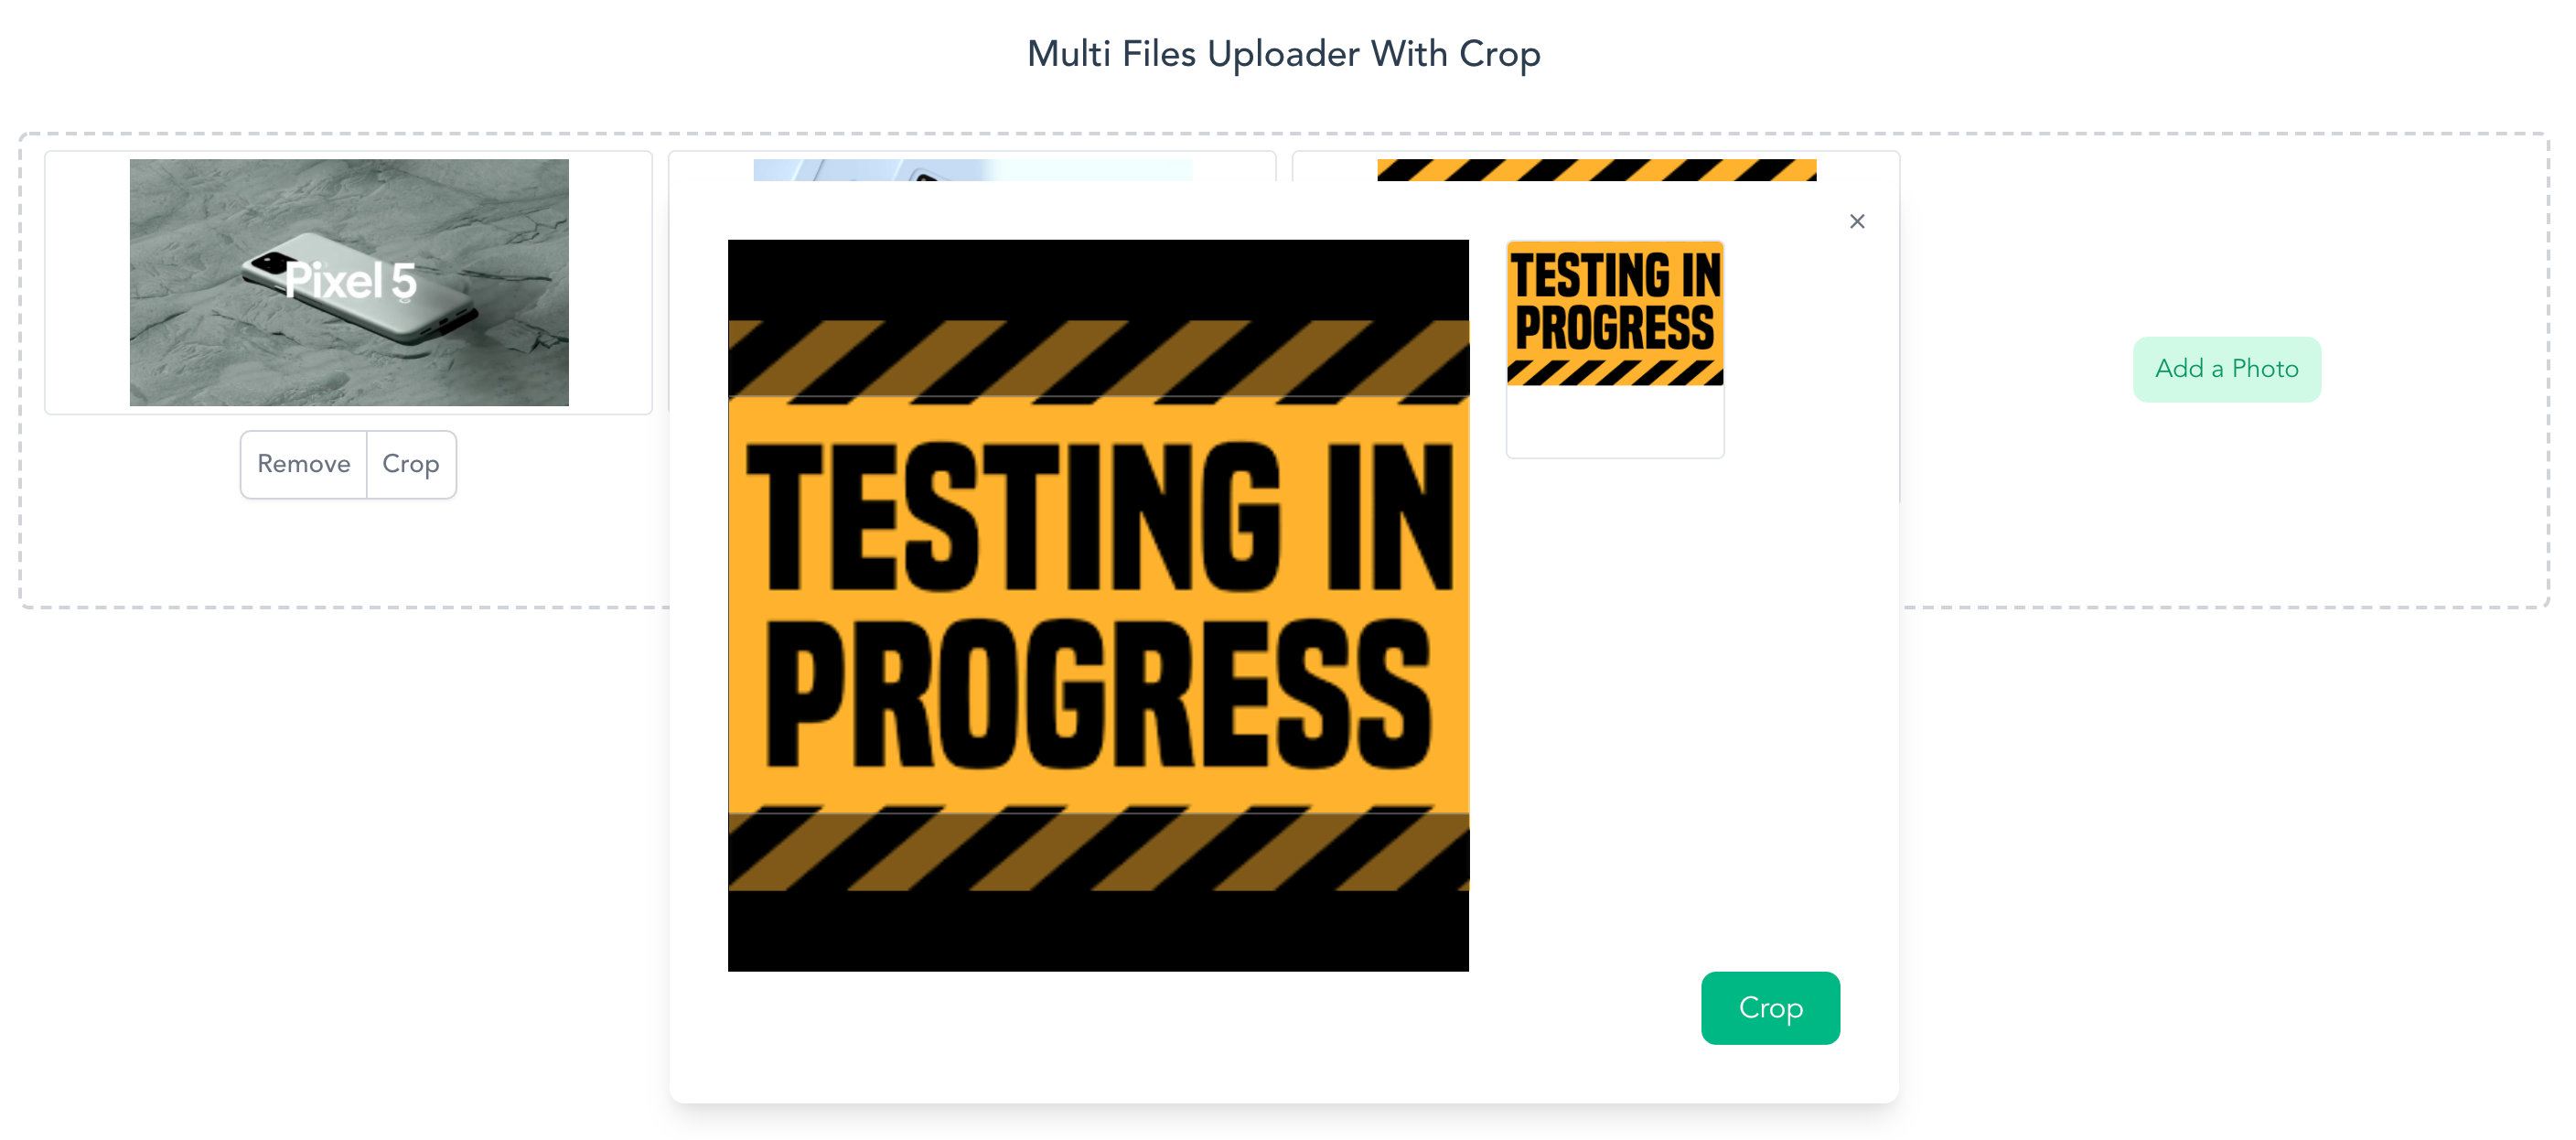 Multi Files Uploader With Crop
Pixel 5
Remove
Crop
×
TESTING IN
PROGRESS
TESTING IN
PROGRESS
Add a Photo
Crop